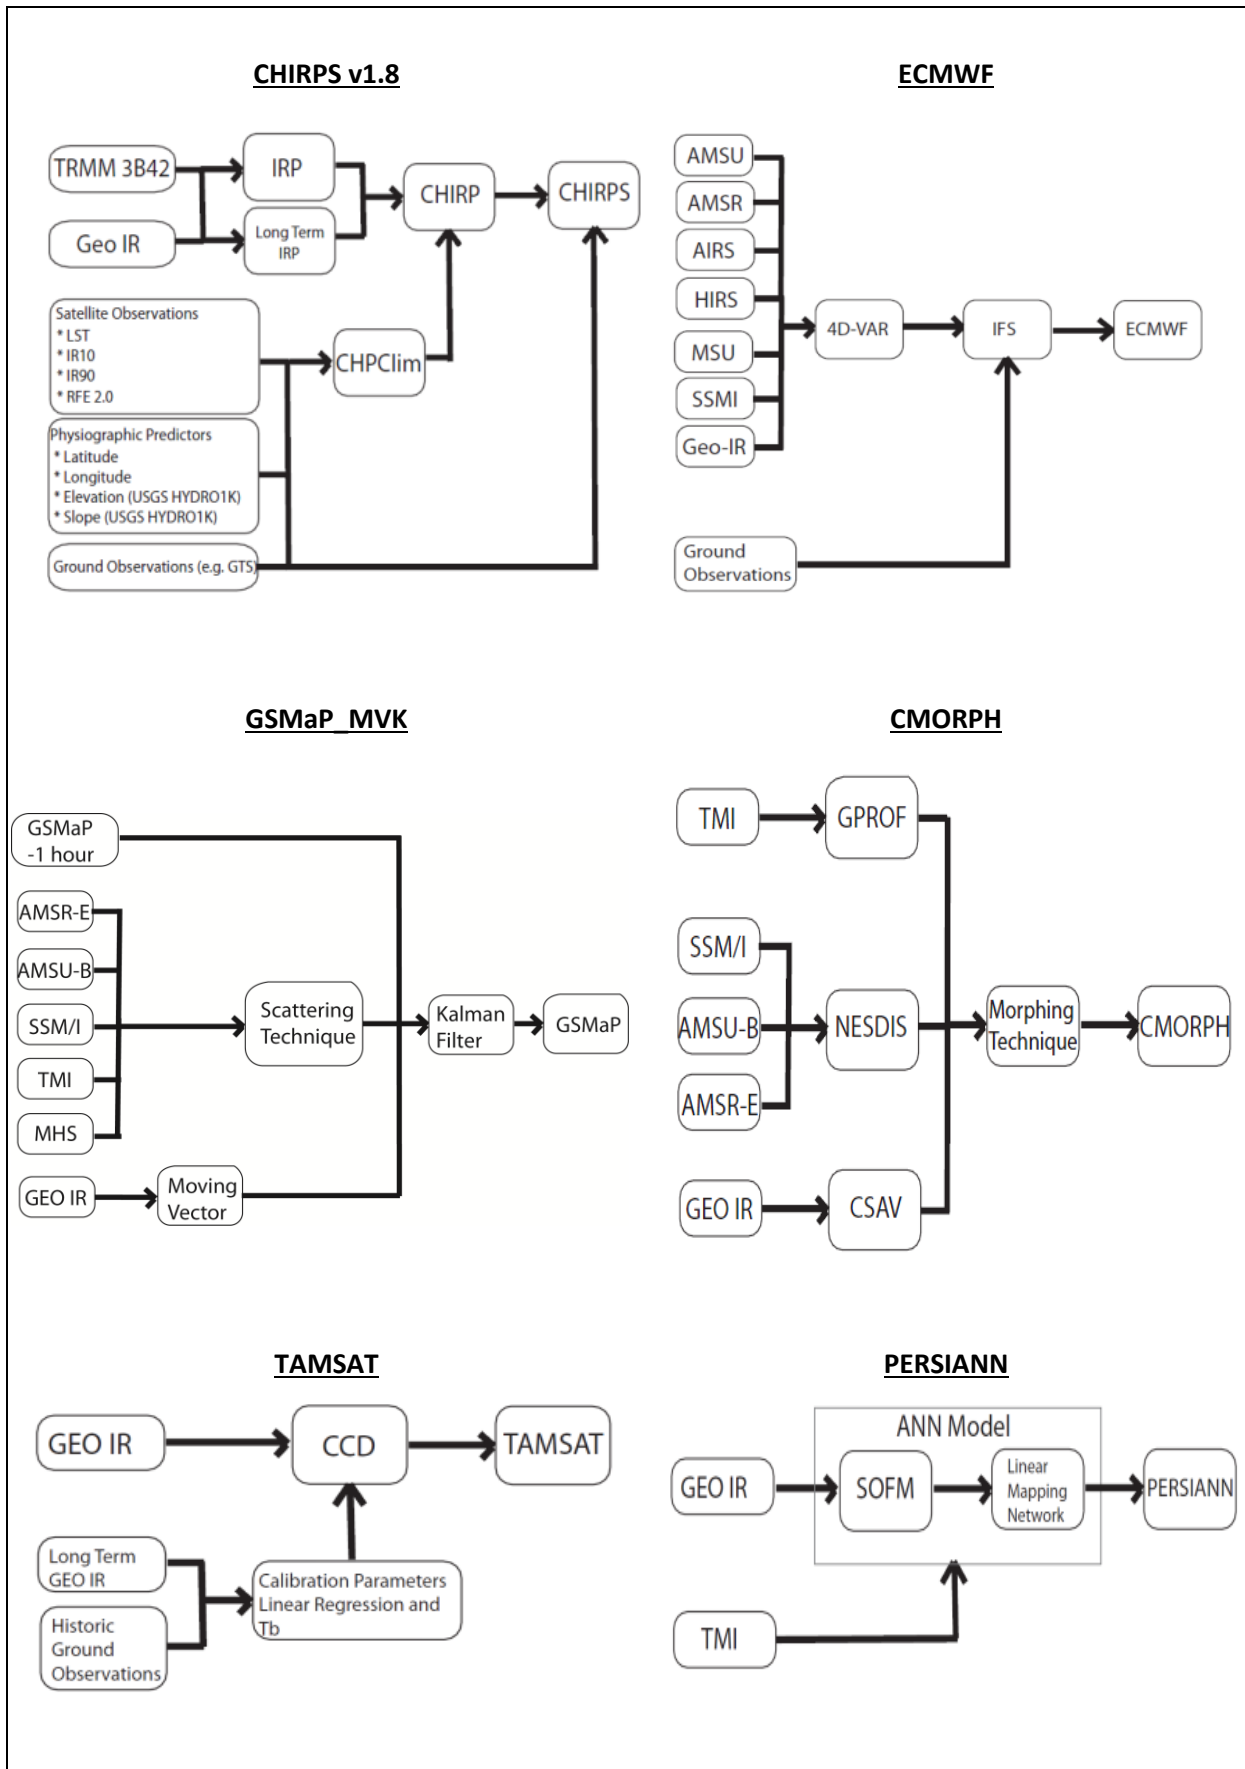 CHIRPS v1.8
TRMM 3B42
Geo IR
IRP
Long Term
IRP
CHIRP
CHIRPS
Satellite Observations
* LST
* IR10
* IR90
* RFE 2.0
CHPClim
Physiographic Predictors
* Latitude
* Longitude
* Elevation (USGS HYDRO1K)
* Slope (USGS HYDRO1K)
Ground Observations (e.g. GTS)
ECMWF
AMSU
AMSR
AIRS
HIRS
MSU
SSMI
Geo-IR
4D-VAR
IFS
ECMWF
Ground
Observations
GSMaP_MVK
GSMaP
-1 hour
AMSR-E
AMSU-B
SSM/I
TMI
MHS
GEO IR
Moving
Vector
Scattering
Technique
Kalman
Filter
GSMaP
CMORPH
TMI
GPROF
SSM/I
AMSU-B
AMSR-E
NESDIS
GEO IR
CSAV
Morphing
Technique
CMORPH
TAMSAT
GEO IR
CCD
TAMSAT
Long Term
GEO IR
Historic
Ground
Observations
Calibration Parameters
Linear Regression and
Tb
PERSIANN
ANN Model
GEO IR
SOFM
Linear
Mapping
Network
PERSIANN
TMI